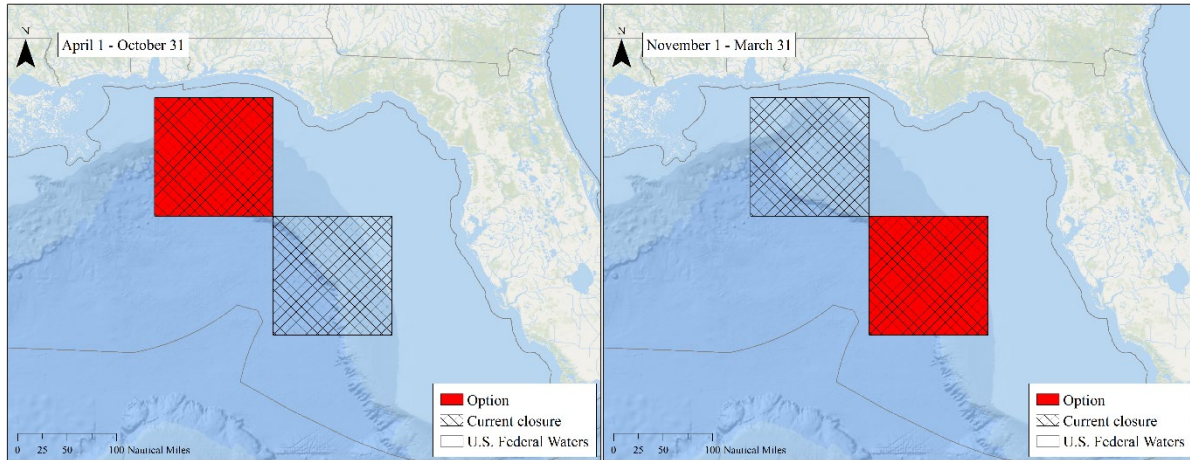 N
April 1 - October 31
Option
Current closure
U.S. Federal Waters
0 25 50 100 Nautical Miles
N
November 1 - March 31
Option
Current closure
U.S. Federal Waters
0 25 50 100 Nautical Miles